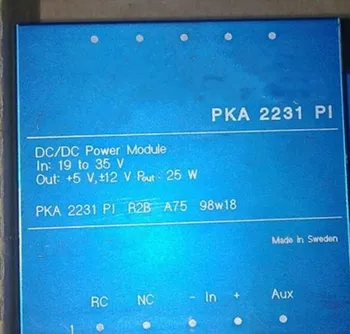 PKA 2231 PI
DC/DC Power Module
In: 19 to 35 V
Out: +5 V,±12 V Pout: 25 W
PKA 2231 PI R2B A75 98w18
Made in Sweden
RC NC - In + Aux
1